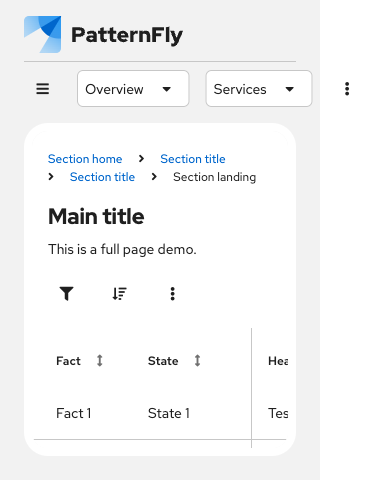 PatternFly
Overview Services
Section home Section title
Section title Section landing
Main title
This is a full page demo.
Fact State
Fact 1 State 1